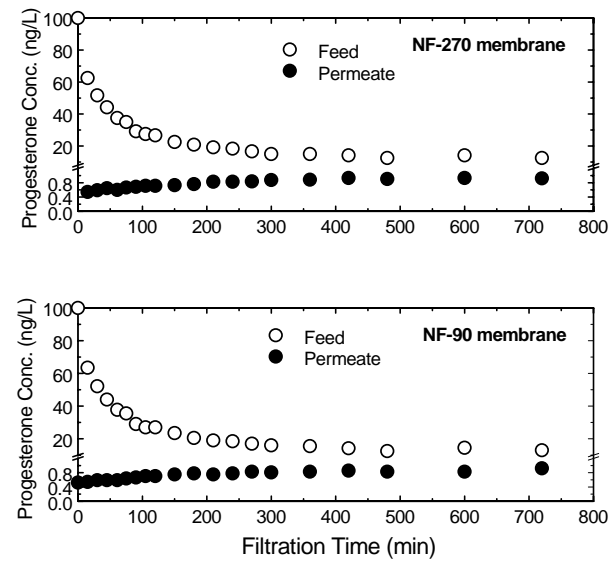 NF-270 membrane
Feed
Permeate
Progesterone Conc. (ng/L)
100
80
60
40
20
0.8
0.4
0.0
0 100 200 300 400 500 600 700 800
NF-90 membrane
Feed
Permeate
Progesterone Conc. (ng/L)
100
80
60
40
20
0.8
0.4
0.0
0 100 200 300 400 500 600 700 800
Filtration Time (min)